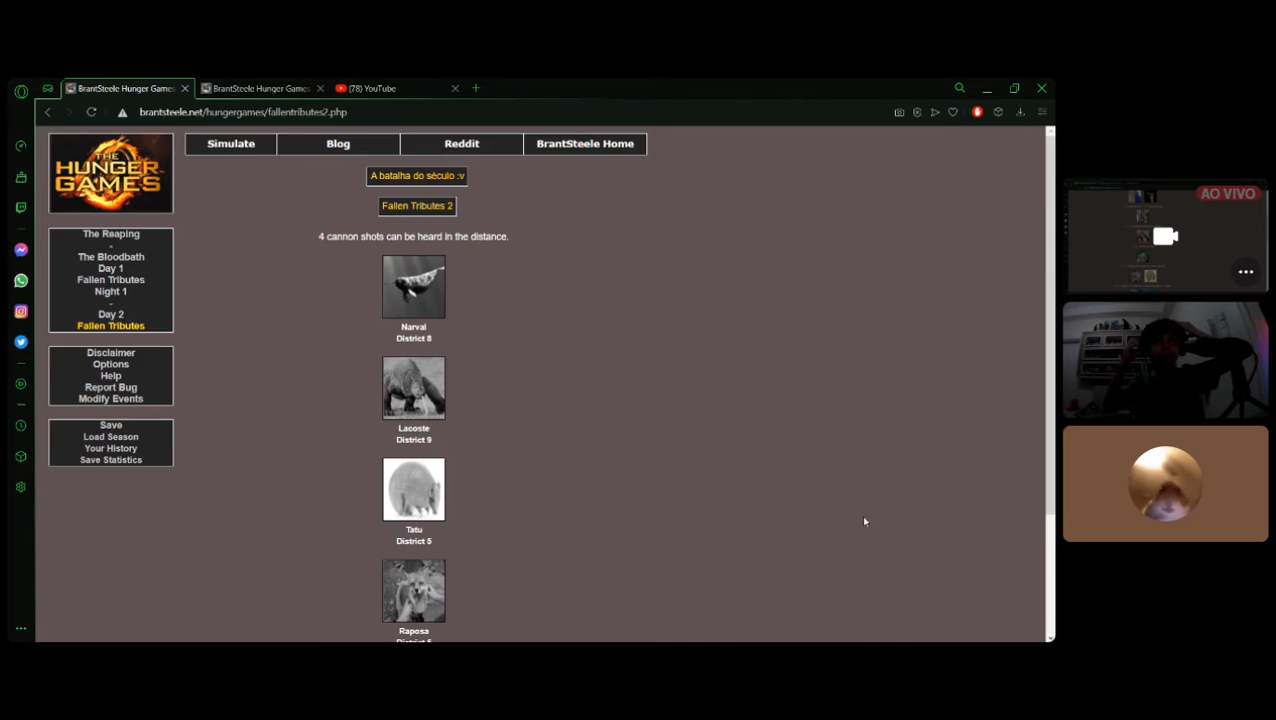 BrantSteele Hunger Games
BrantSteele Hunger Games
(78) YouTube
brantsteele.net/hungergames/fallentributes2.php
THE
HUNGER
GAMES
Simulate
Blog
Reddit
BrantSteele Home
A batalha do século :v
Fallen Tributes 2
4 cannon shots can be heard in the distance.
Narval
District 8
Lacoste
District 9
Tatu
District 5
Raposa
The Reaping
-
The Bloodbath
Day 1
Fallen Tributes
Night 1
-
Day 2
Fallen Tributes
Disclaimer
Options
Help
Report Bug
Modify Events
Save
Load Season
Your History
Save Statistics
AO VIVO